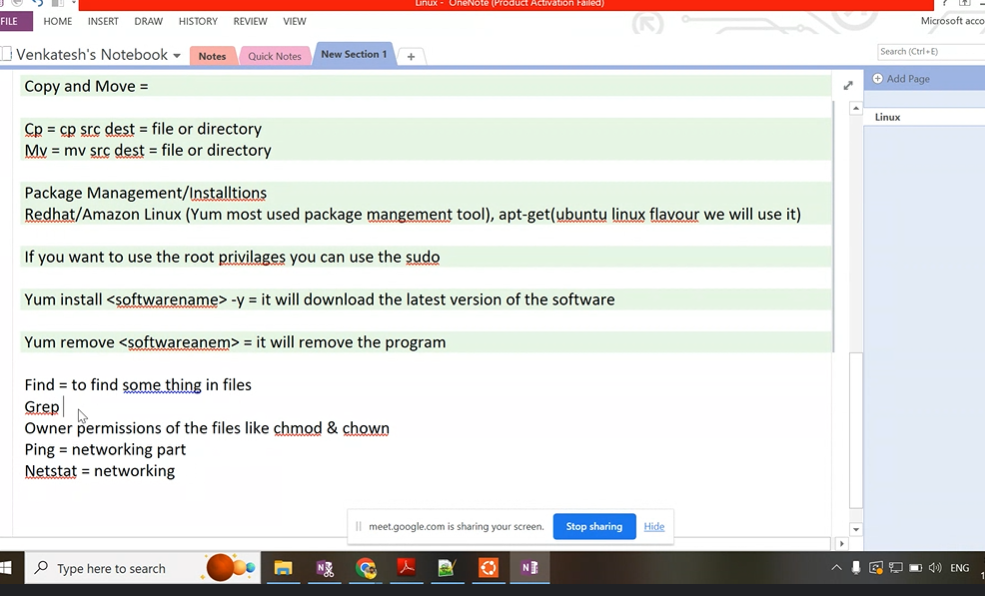 Linux - OneNote (Product Activation Failed)
FILE HOME INSERT DRAW HISTORY REVIEW VIEW
Microsoft acco
Venkatesh's Notebook Notes Quick Notes New Section 1 +
Search (Ctrl+E)
Add Page
Linux
Copy and Move =
Cp = cp src dest = file or directory
Mv = mv src dest = file or directory
Package Management/Installtions
Redhat/Amazon Linux (Yum most used package mangement tool), apt-get(ubuntu linux flavour we will use it)
If you want to use the root privilages you can use the sudo
Yum install <softwarename> -y = it will download the latest version of the software
Yum remove <softwareanem> = it will remove the program
Find = to find some thing in files
Grep
Owner permissions of the files like chmod & chown
Ping = networking part
Netstat = networking
meet.google.com is sharing your screen. Stop sharing Hide
Type here to search
ENG